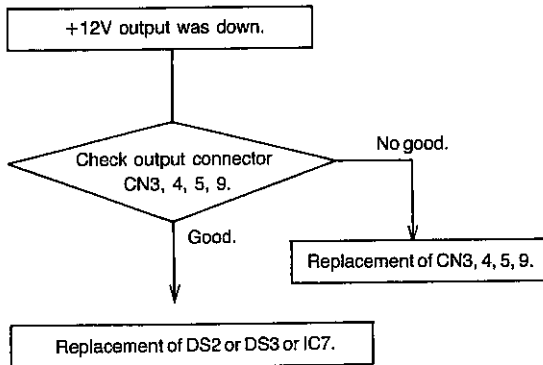 +12V output was down.
Check output connector
CN3, 4, 5, 9.
No good.
Good.
Replacement of CN3, 4, 5, 9.
Replacement of DS2 or DS3 or IC7.